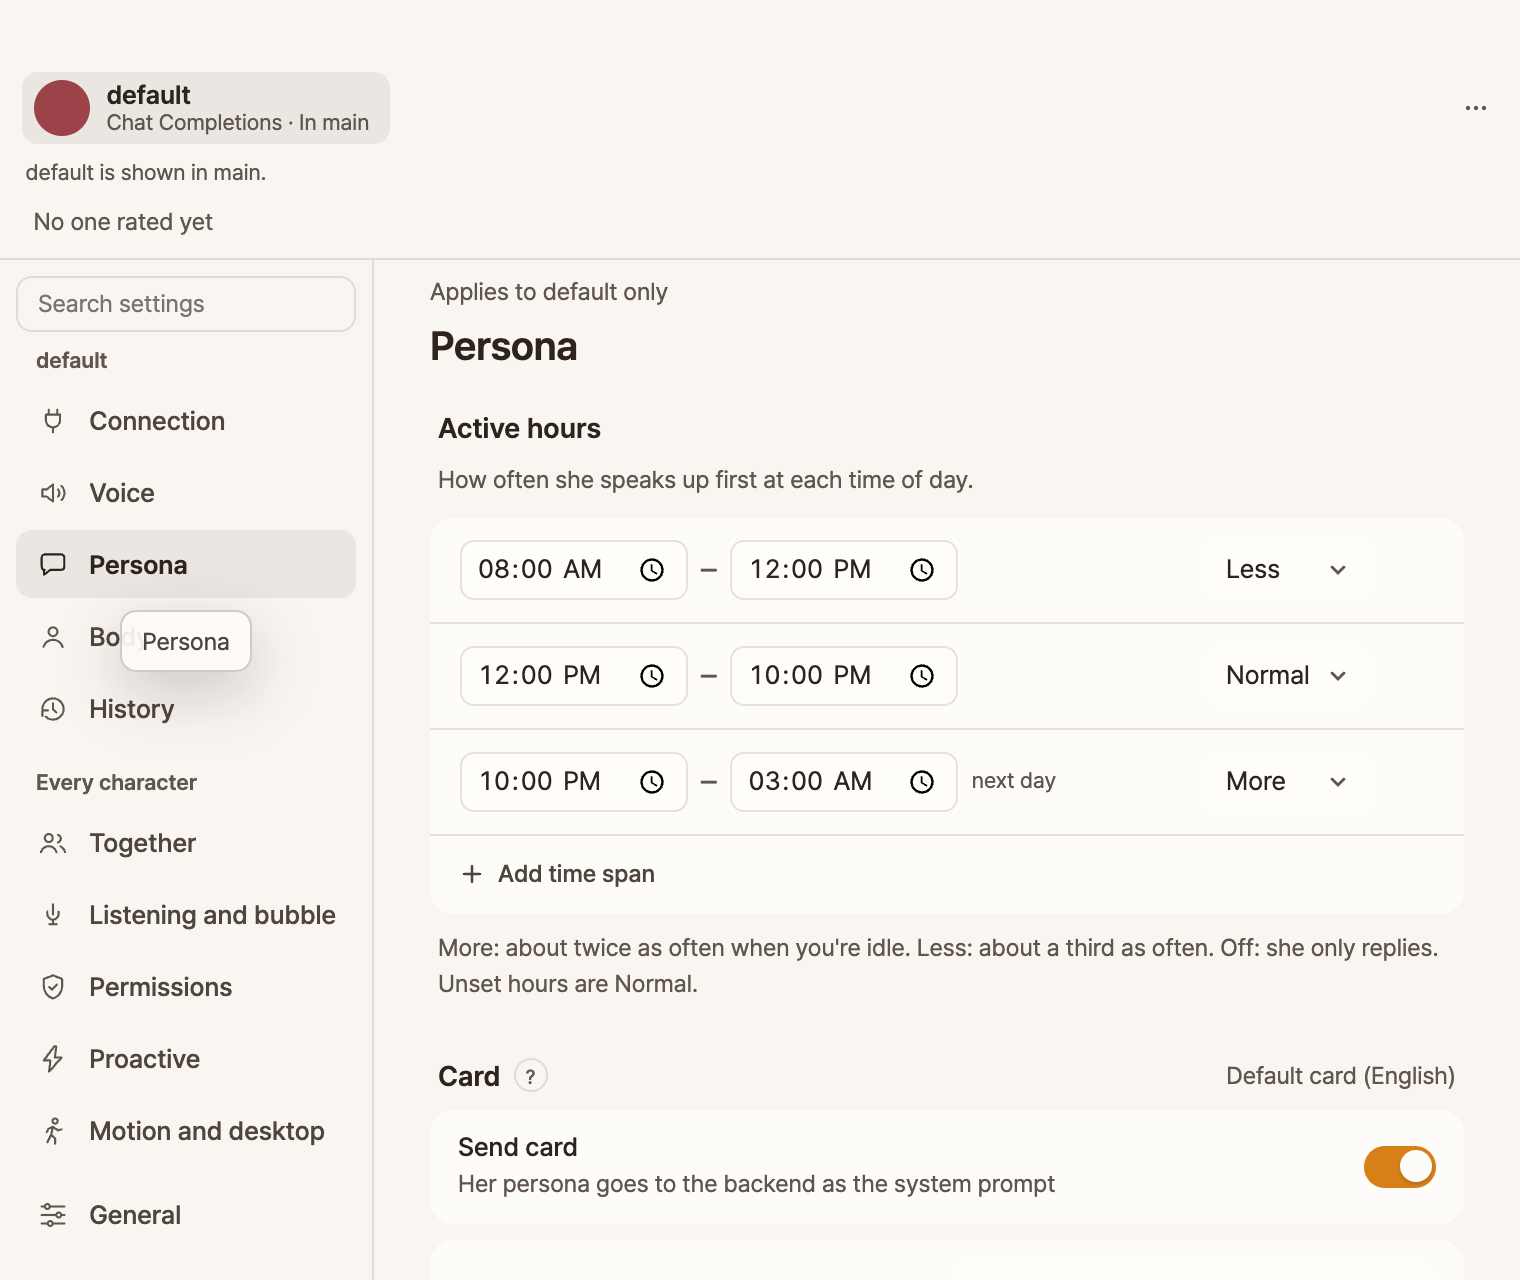 default
Chat Completions · In main
default is shown in main.
No one rated yet
Search settings
default
Connection
Voice
Persona
Persona
History
Every character
Together
Listening and bubble
Permissions
Proactive
Motion and desktop
General
Applies to default only
Persona
Active hours
How often she speaks up first at each time of day.
08:00 AM – 12:00 PM Less
12:00 PM – 10:00 PM Normal
10:00 PM – 03:00 AM next day More
+ Add time span
More: about twice as often when you're idle. Less: about a third as often. Off: she only replies.
Unset hours are Normal.
Card ? Default card (English)
Send card
Her persona goes to the backend as the system prompt